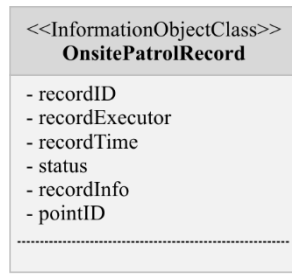 <<InformationObjectClass>>
OnsitePatrolRecord
- recordID
- recordExecutor
- recordTime
- status
- recordInfo
- pointID